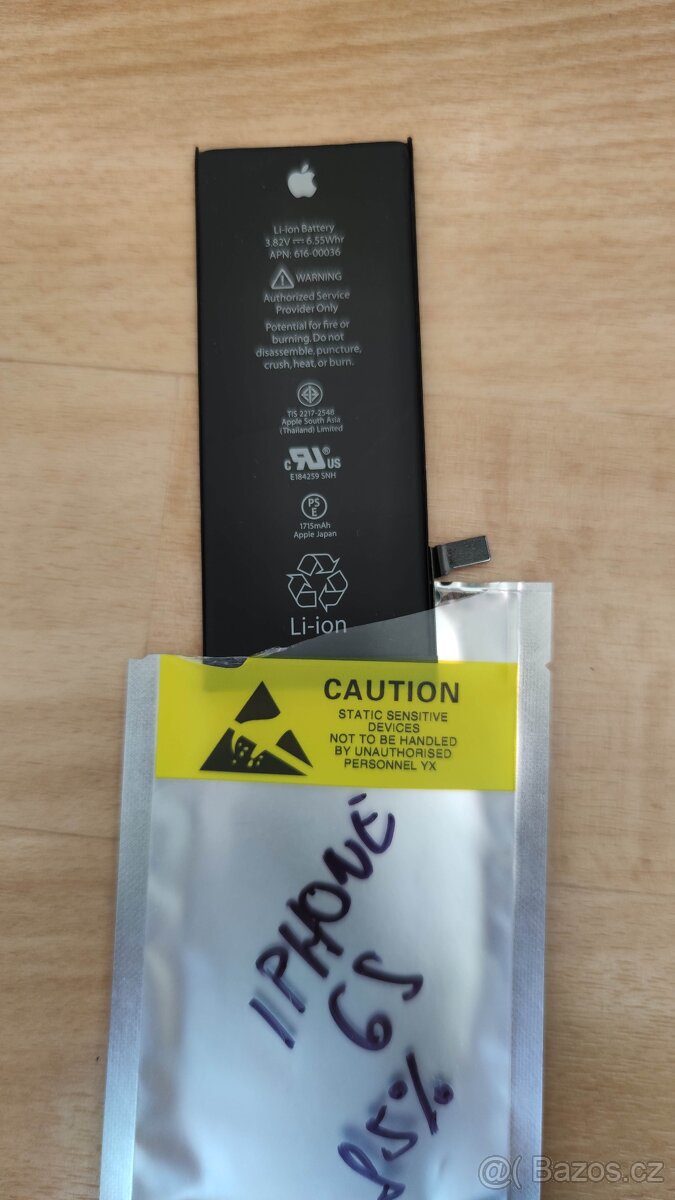 Li-ion Battery
3.82V⎓6.55Whr
APN: 616-00036
WARNING
Authorized Service
Provider Only
Potential for fire or
burning. Do not
disassemble, puncture,
crush, heat, or burn.
TIS 2217-2548
Apple South Asia
(Thailand) Limited
c RU® US
E184259 SNH
PS
E
1715mAh
Apple Japan
Li-ion
CAUTION
STATIC SENSITIVE
DEVICES
NOT TO BE HANDLED
BY UNAUTHORISED
PERSONNEL YX
IPHONE
6S
85%
@( Bazos.cz